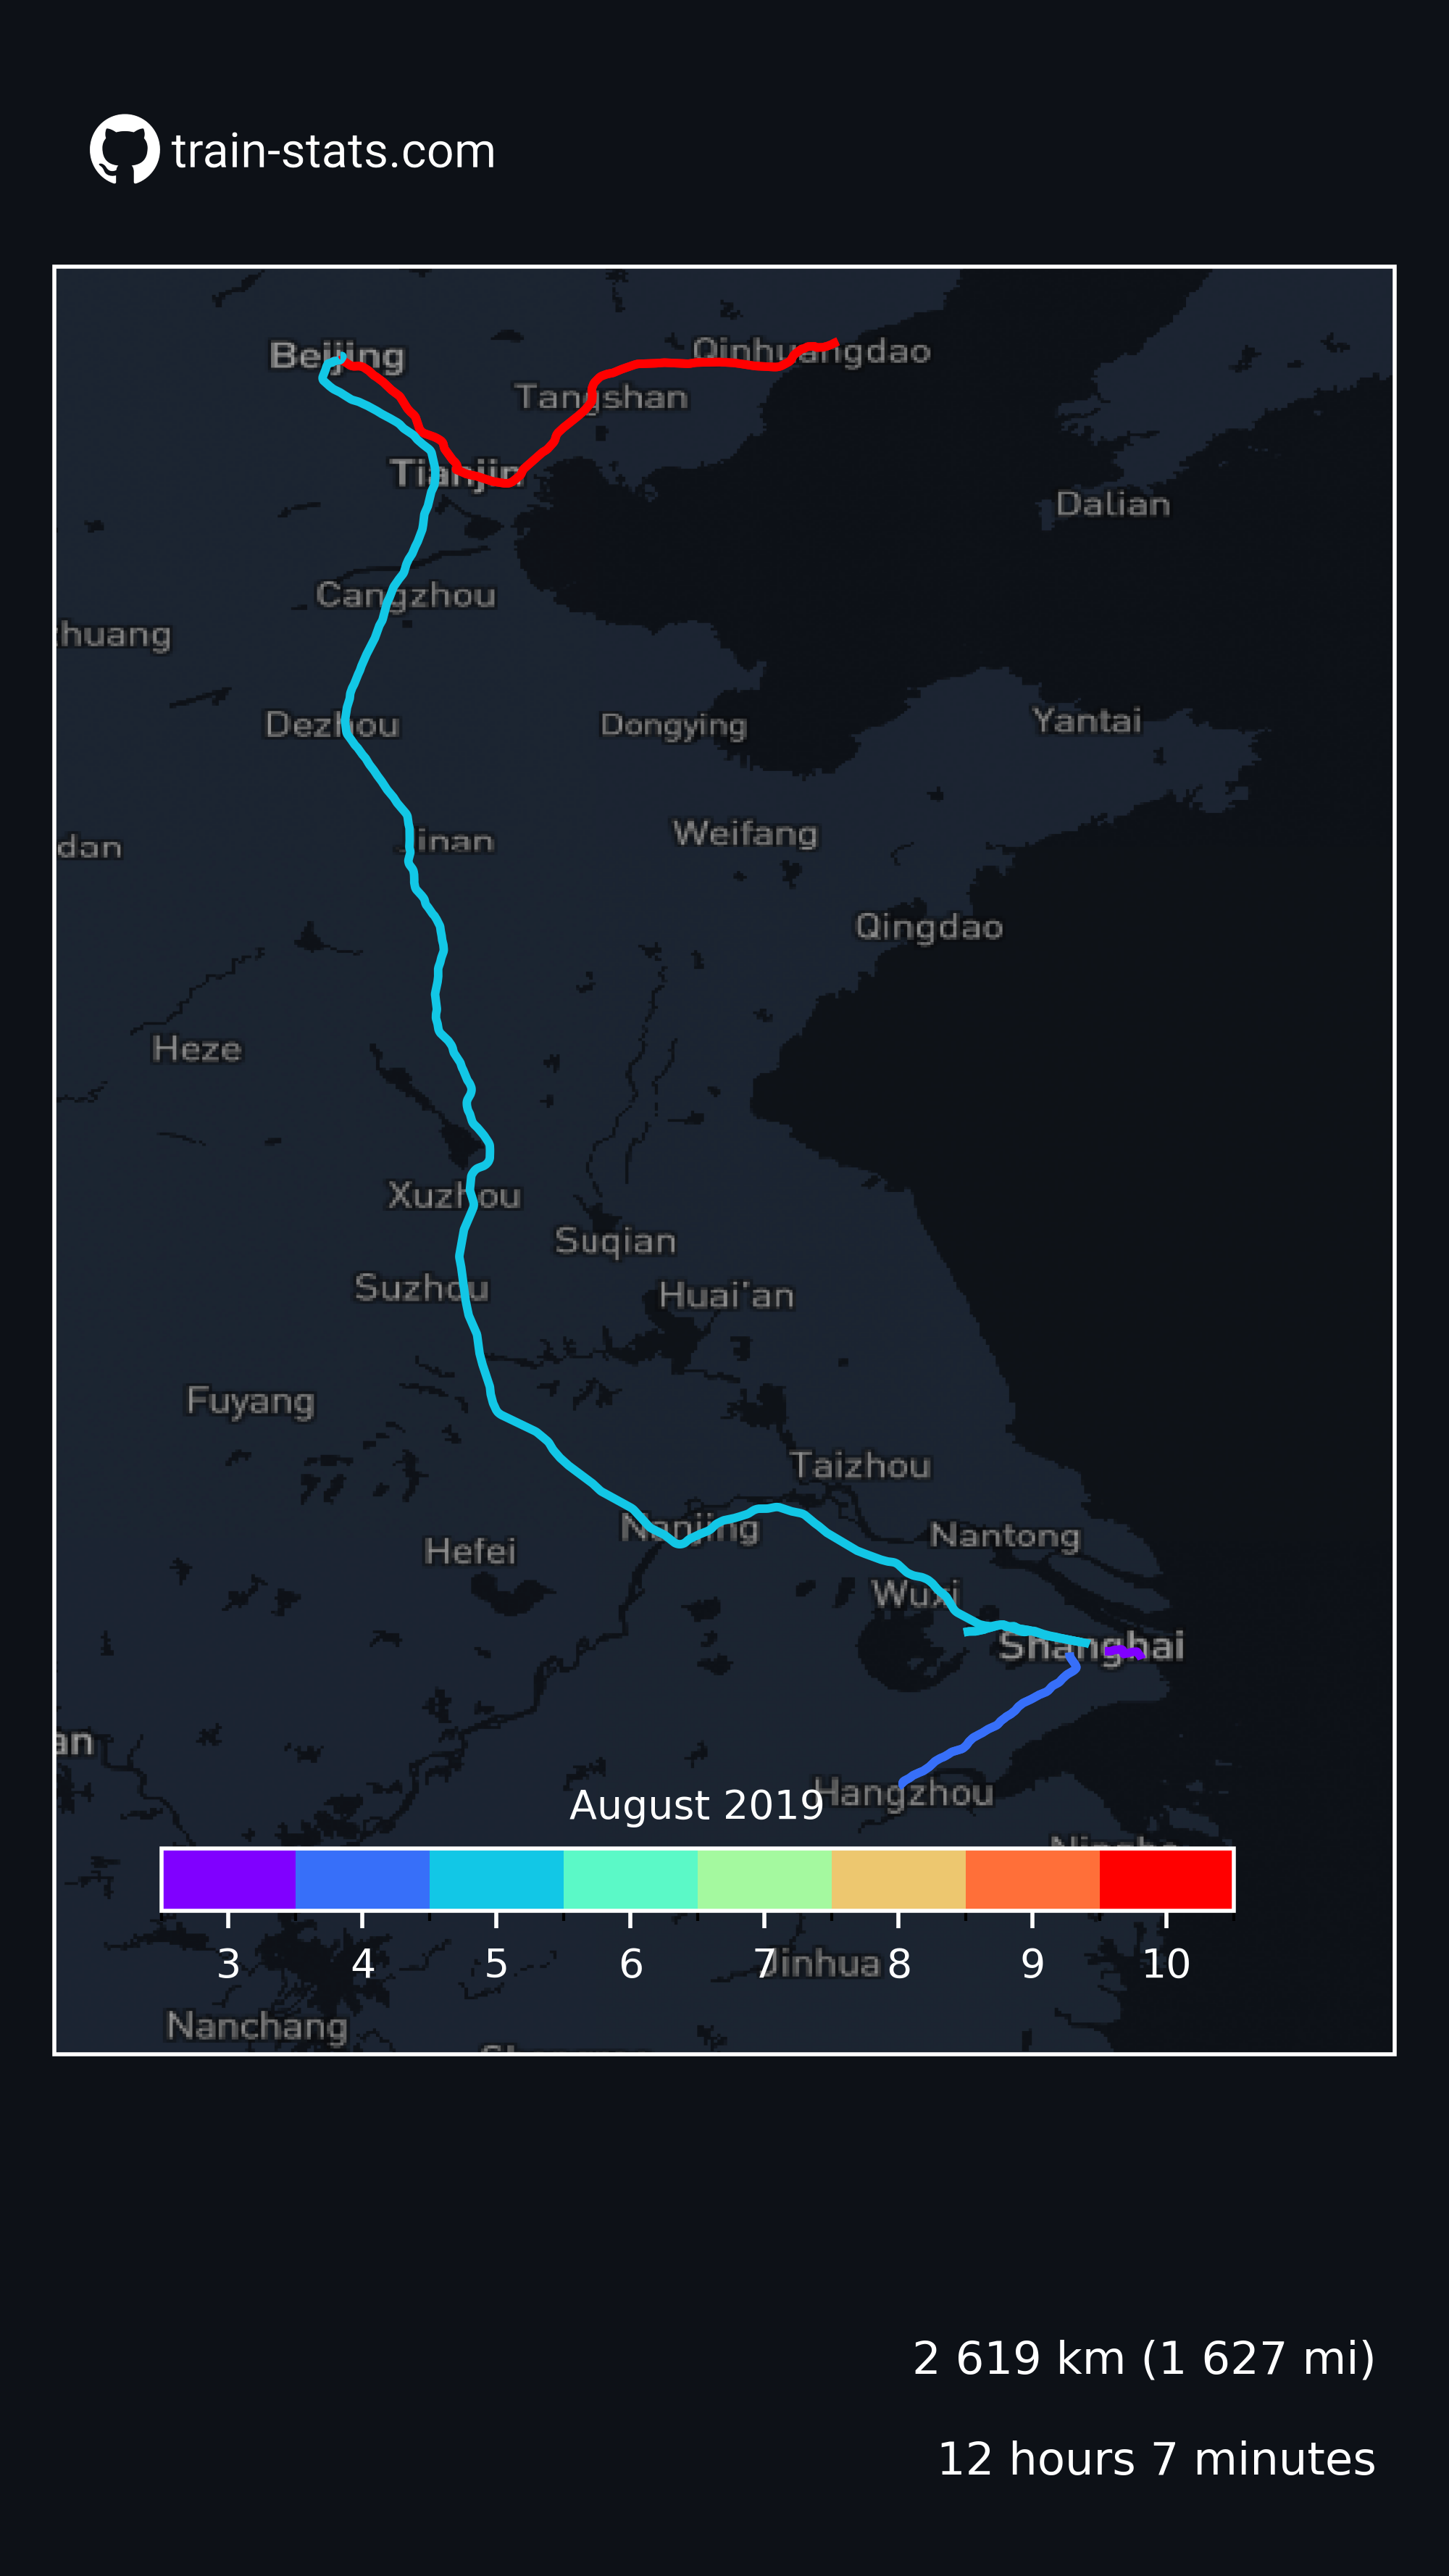 train-stats.com
Beijing
Qinhuangdao
Tangshan
Tianjin
Dalian
Cangzhou
huang
Dezhou
Dongying
Yantai
dan
Jinan
Weifang
Qingdao
Heze
Xuzhou
Suqian
Suzhou
Huai'an
Fuyang
Taizhou
Nanjing
Nantong
Hefei
Wuxi
Shanghai
an
Hangzhou
August 2019
3 4 5 6 7 8 9 10
Jinhua
Nanchang
2 619 km (1 627 mi)
12 hours 7 minutes